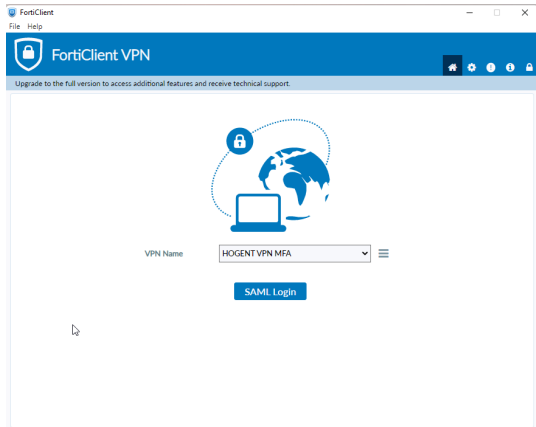 FortiClient
File Help
FortiClient VPN
Upgrade to the full version to access additional features and receive technical support.
VPN Name HOGENT VPN MFA
SAML Login